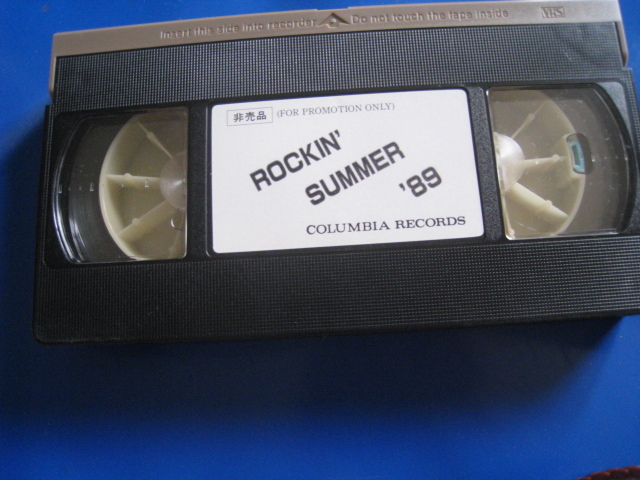 Insert this side into recorder Do not touch the tape inside VHS
非売品 (FOR PROMOTION ONLY)
ROCKIN'
SUMMER
'89
COLUMBIA RECORDS